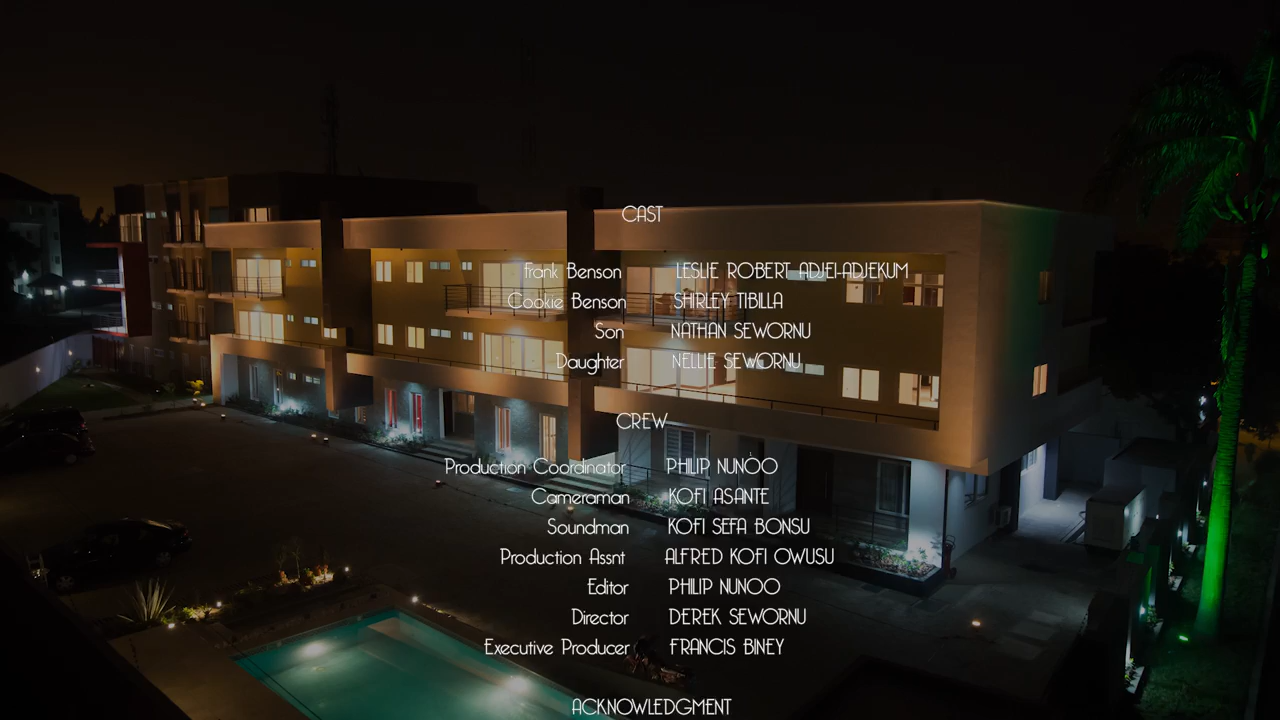 CAST
Frank Benson LESLIE ROBERT ADJEI-ADJEKUM
Cookie Benson SHIRLEY TIBILLA
Son NATHAN SEWORNU
Daughter NELLIE SEWORNU
CREW
Production Coordinator PHILIP NUNOO
Cameraman KOFI ASANTE
Soundman KOFI SEFA BONSU
Production Assnt ALFRED KOFI OWUSU
Editor PHILIP NUNOO
Director DEREK SEWORNU
Executive Producer FRANCIS BINEY
ACKNOWLEDGMENT